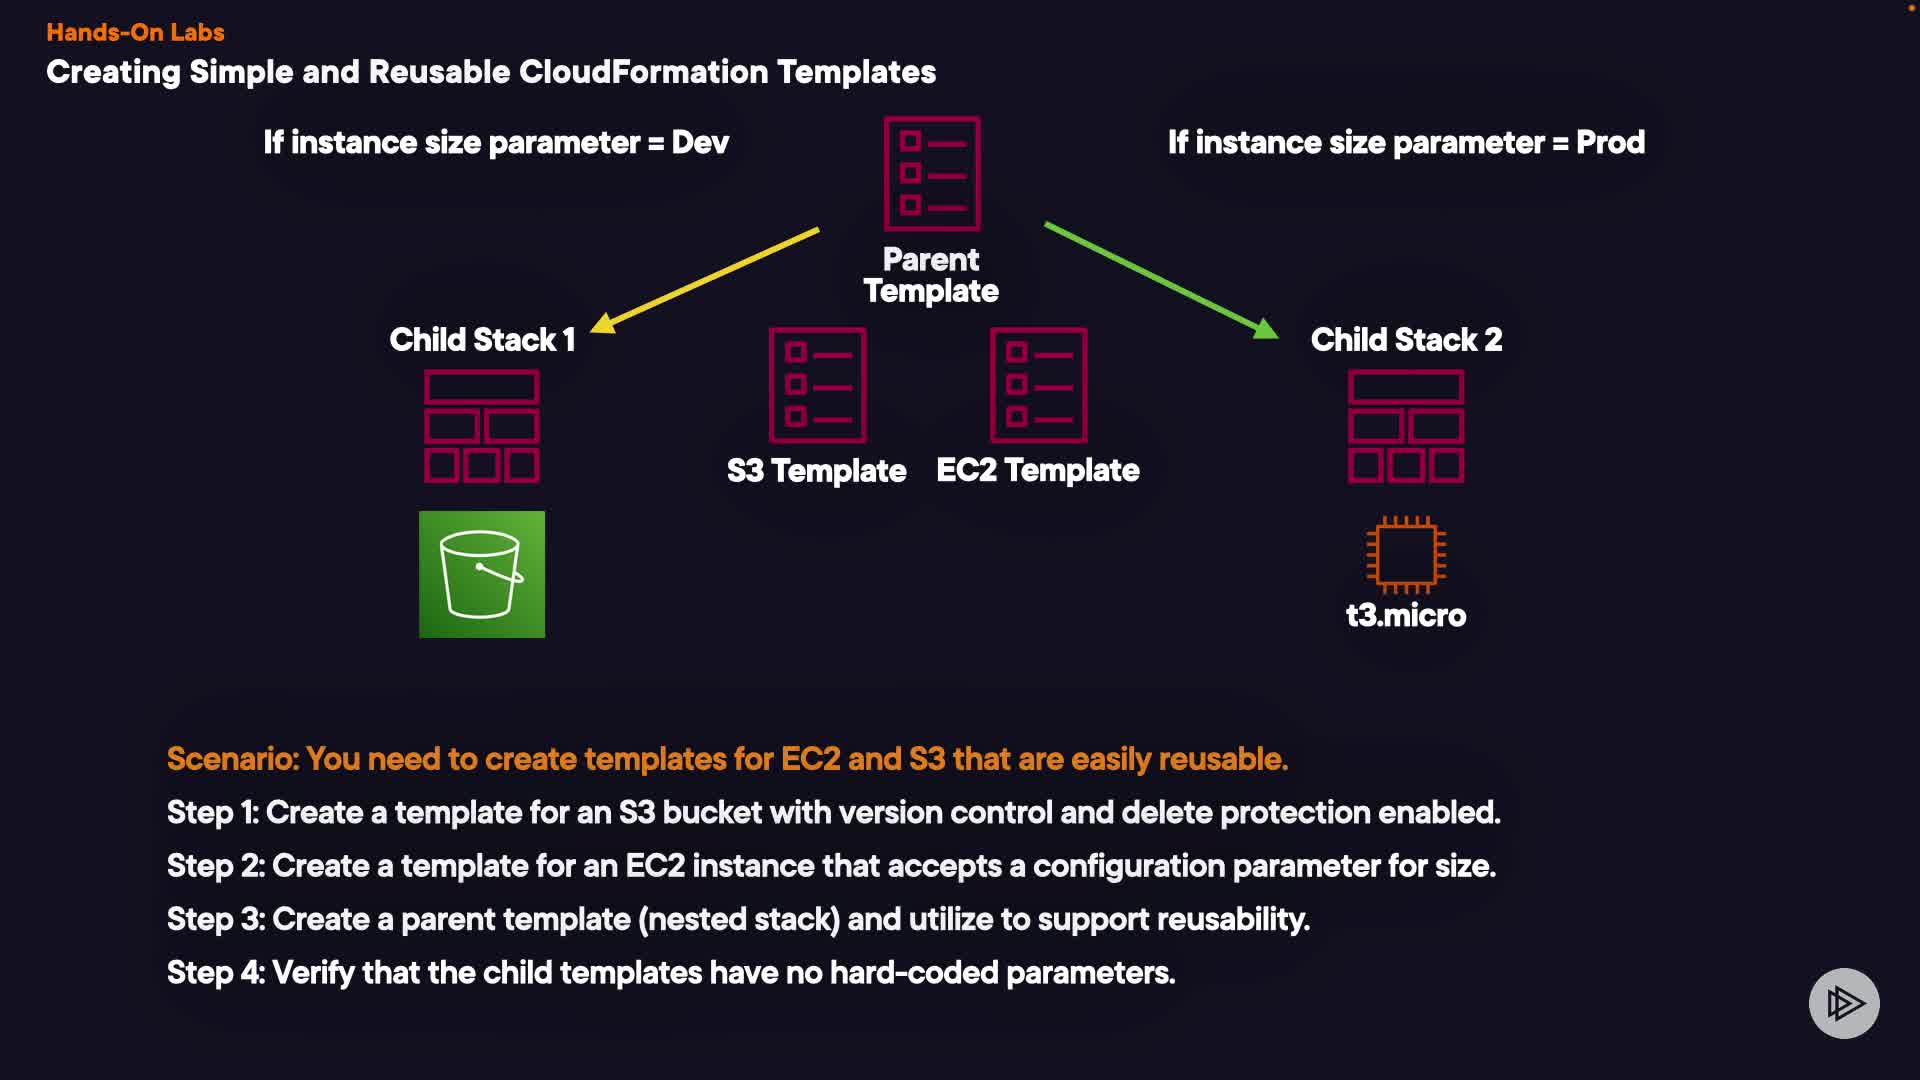 Hands-On Labs
Creating Simple and Reusable CloudFormation Templates
If instance size parameter = Dev
If instance size parameter = Prod
Parent
Template
Child Stack 1
Child Stack 2
S3 Template
EC2 Template
t3.micro
Scenario: You need to create templates for EC2 and S3 that are easily reusable.
Step 1: Create a template for an S3 bucket with version control and delete protection enabled.
Step 2: Create a template for an EC2 instance that accepts a configuration parameter for size.
Step 3: Create a parent template (nested stack) and utilize to support reusability.
Step 4: Verify that the child templates have no hard-coded parameters.